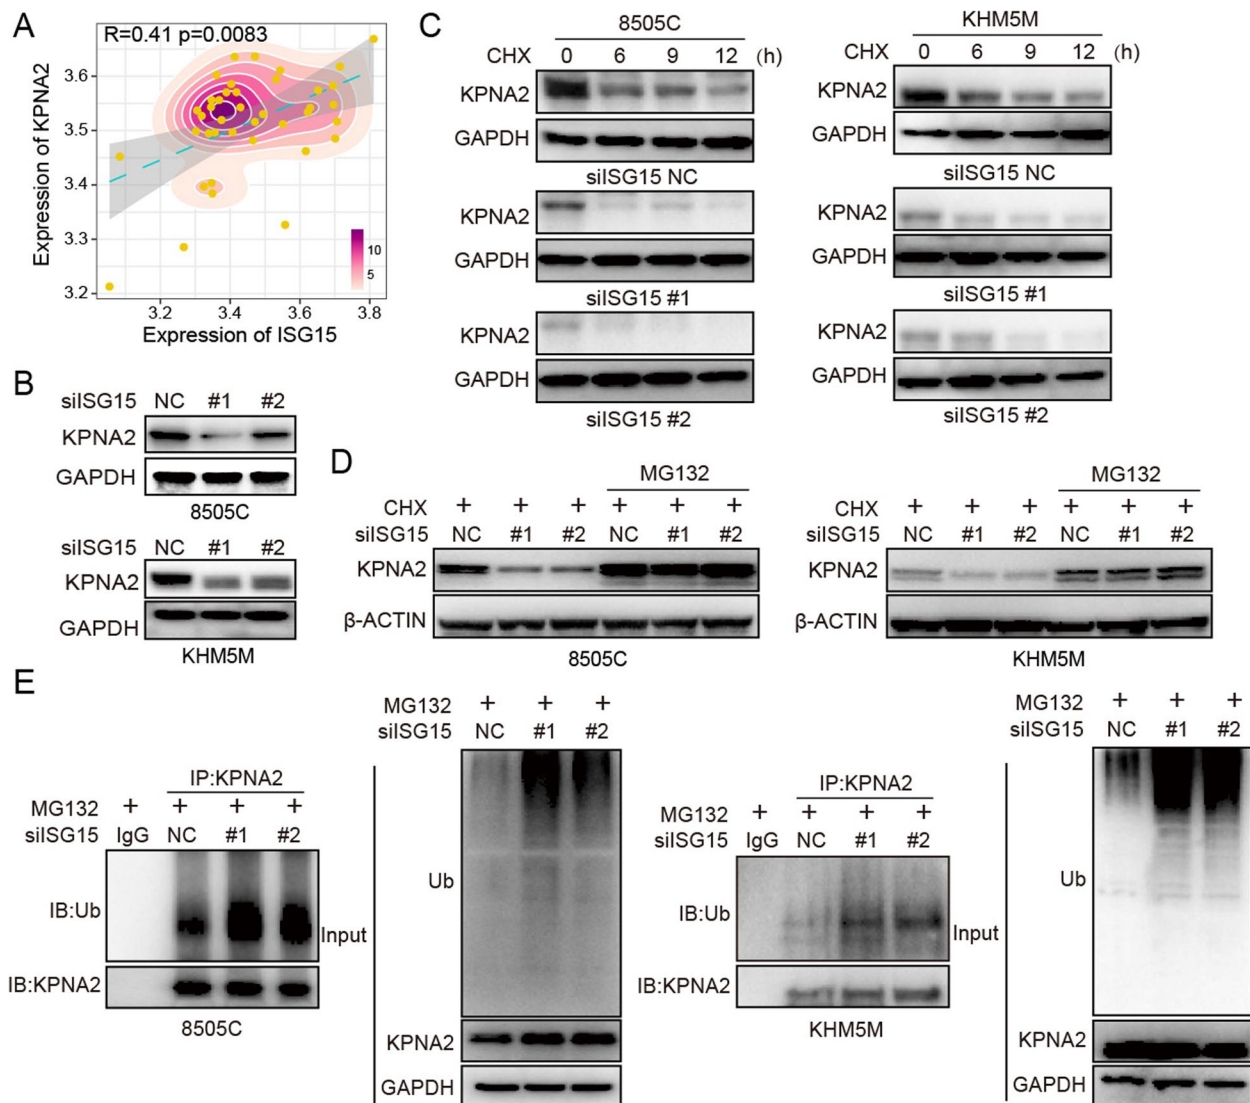 A
R=0.41 p=0.0083
Expression of KPNA2
3.6
3.5
3.4
3.3
3.2
10
5
3.2 3.4 3.6 3.8
Expression of ISG15
B
siISG15 NC #1 #2
KPNA2
GAPDH
8505C
siISG15 NC #1 #2
KPNA2
GAPDH
KHM5M
C
8505C
CHX 0 6 9 12 (h)
KPNA2
GAPDH
siISG15 NC
KPNA2
GAPDH
siISG15 #1
KPNA2
GAPDH
siISG15 #2
KHM5M
CHX 0 6 9 12 (h)
KPNA2
GAPDH
siISG15 NC
KPNA2
GAPDH
siISG15 #1
KPNA2
GAPDH
siISG15 #2
D
MG132
CHX + + + + + +
siISG15 NC #1 #2 NC #1 #2
KPNA2
β-ACTIN
8505C
MG132
CHX + + + + + +
siISG15 NC #1 #2 NC #1 #2
KPNA2
β-ACTIN
KHM5M
E
IP:KPNA2
MG132 + + + +
siISG15 IgG NC #1 #2
IB:Ub
IB:KPNA2
8505C
Input
MG132 + + +
siISG15 NC #1 #2
Ub
KPNA2
GAPDH
IP:KPNA2
MG132 + + + +
siISG15 IgG NC #1 #2
IB:Ub
IB:KPNA2
KHM5M
Input
MG132 + + +
siISG15 NC #1 #2
Ub
KPNA2
GAPDH